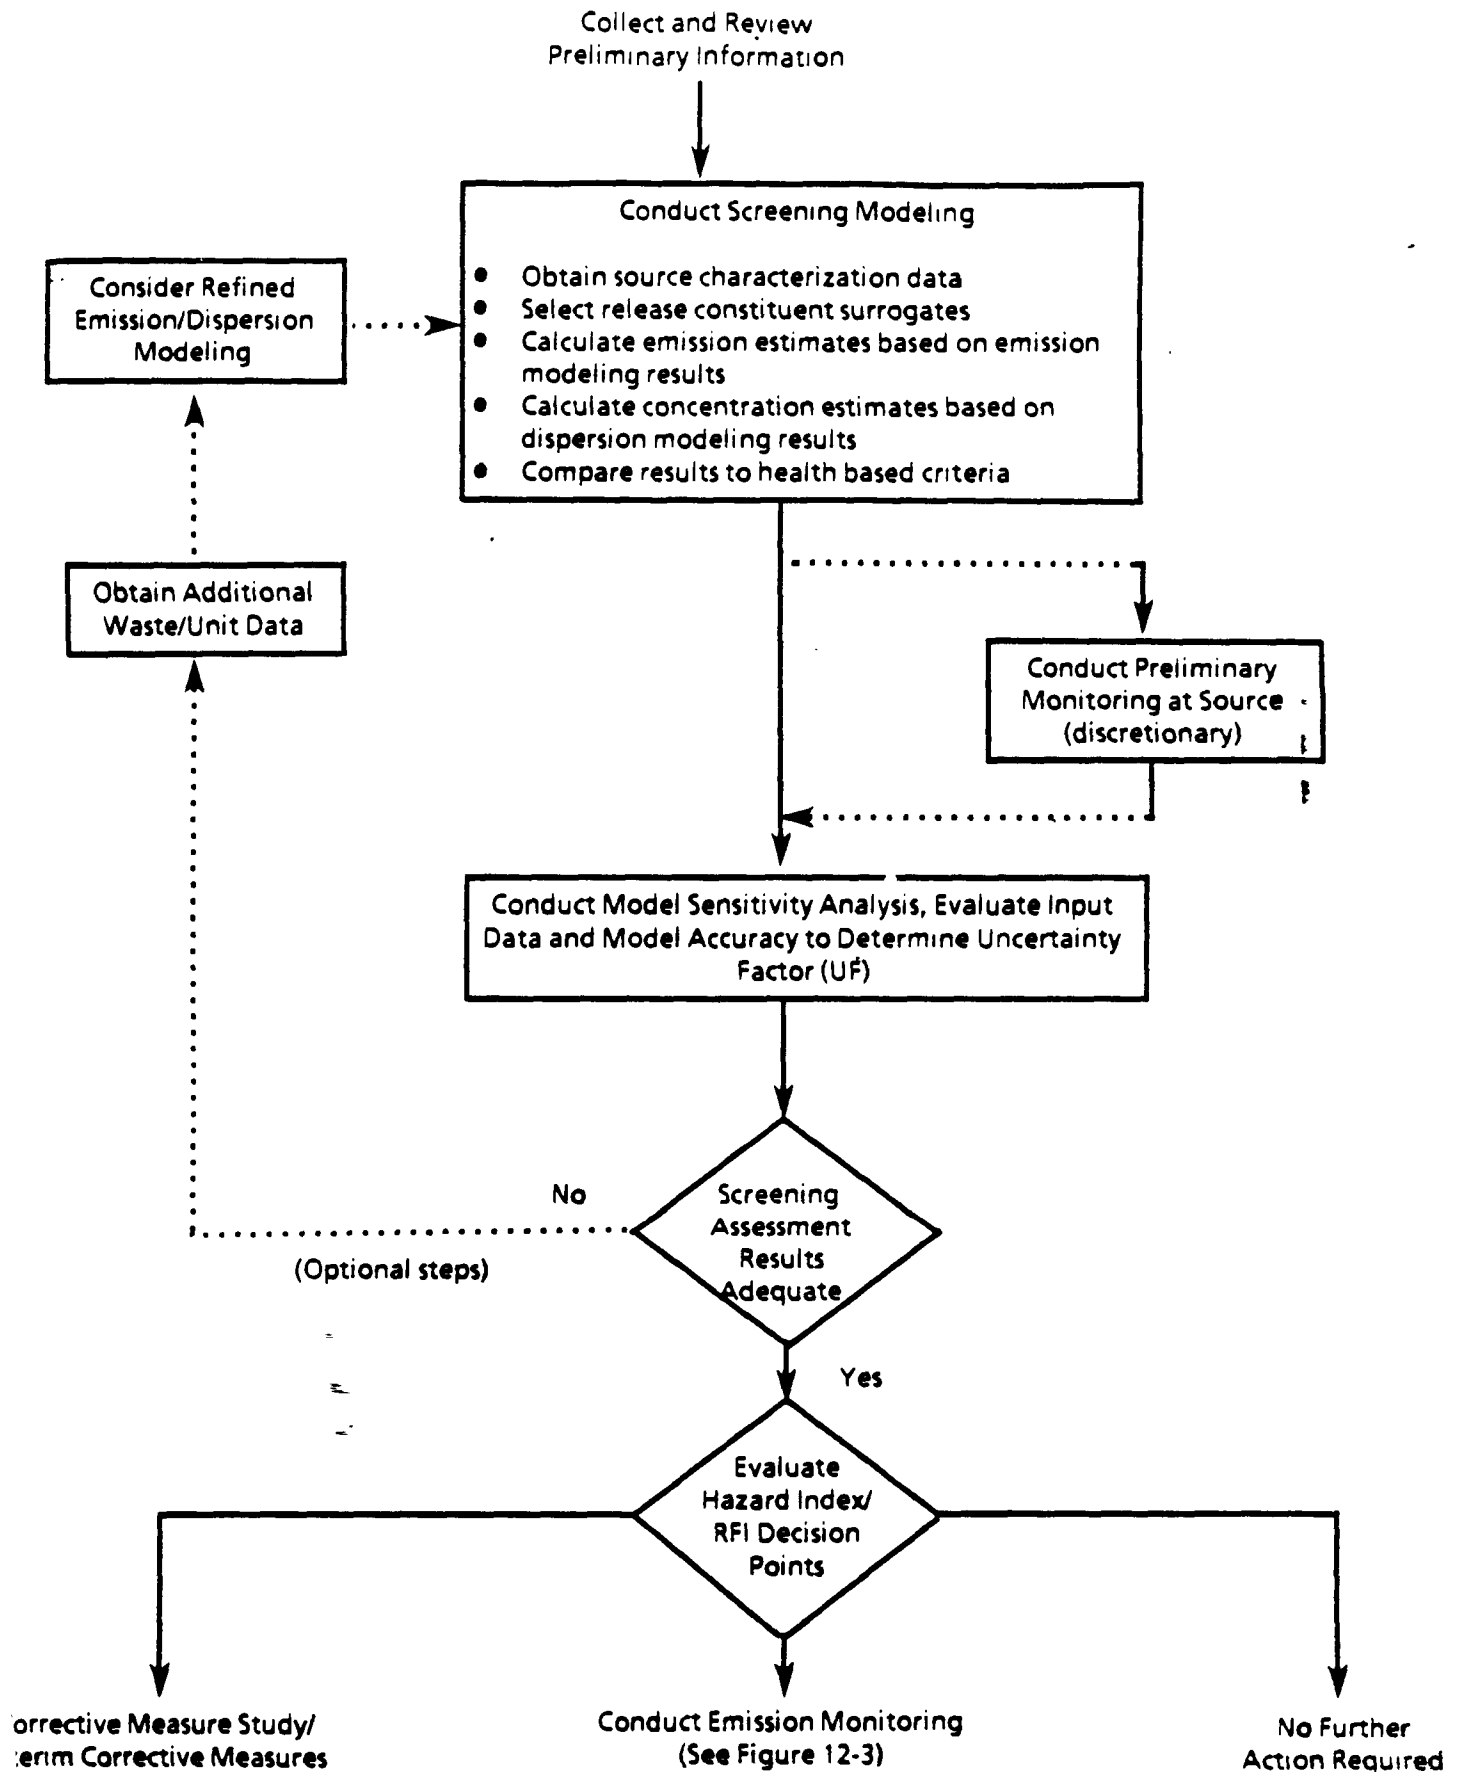 Collect and Review
Preliminary Information
Conduct Screening Modeling
● Obtain source characterization data
● Select release constituent surrogates
● Calculate emission estimates based on emission
modeling results
● Calculate concentration estimates based on
dispersion modeling results
● Compare results to health based criteria
Consider Refined
Emission/Dispersion
Modeling
Obtain Additional
Waste/Unit Data
Conduct Preliminary
Monitoring at Source
(discretionary)
Conduct Model Sensitivity Analysis, Evaluate Input
Data and Model Accuracy to Determine Uncertainty
Factor (UF)
No
(Optional steps)
Screening
Assessment
Results
Adequate
Yes
Evaluate
Hazard Index/
RFI Decision
Points
orrective Measure Study/
erim Corrective Measures
Conduct Emission Monitoring
(See Figure 12-3)
No Further
Action Required